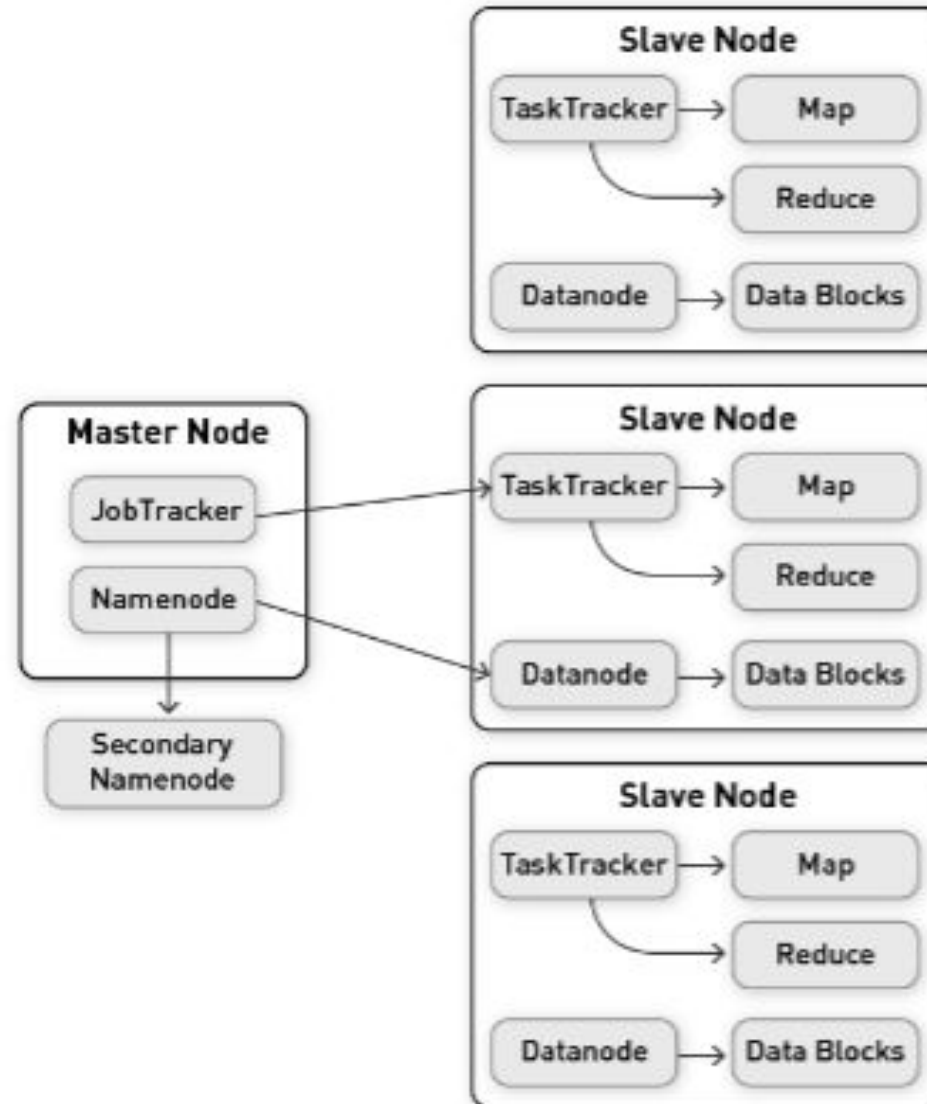 Slave Node
TaskTracker
Map
Reduce
Datanode
Data Blocks
Master Node
JobTracker
Namenode
Secondary
Namenode
Slave Node
TaskTracker
Map
Reduce
Datanode
Data Blocks
Slave Node
TaskTracker
Map
Reduce
Datanode
Data Blocks